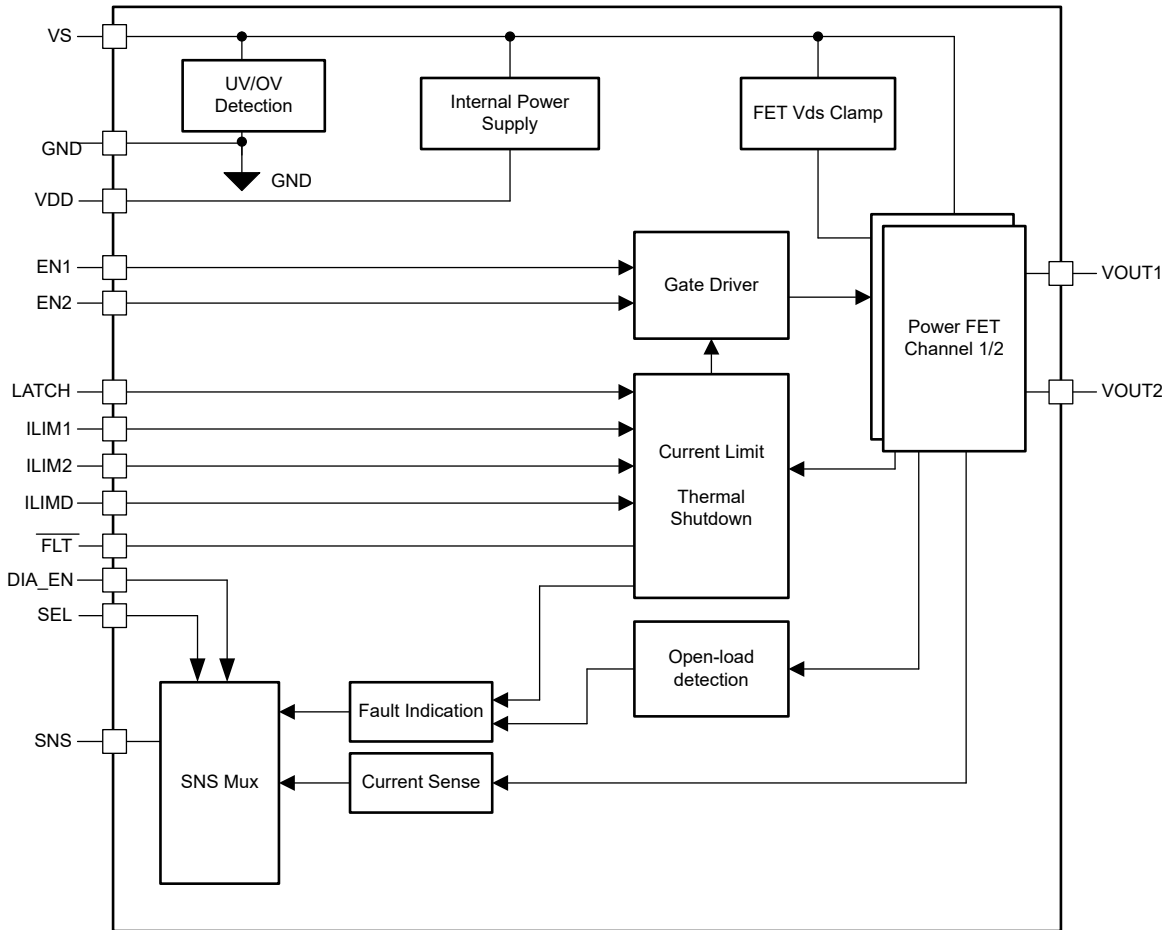 VS
UV/OV
Detection
Internal Power
Supply
FET Vds Clamp
GND
GND
VDD
EN1
EN2
Gate Driver
Power FET
Channel 1/2
VOUT1
VOUT2
LATCH
ILIM1
ILIM2
ILIMD
FLT
Current Limit
Thermal
Shutdown
DIA_EN
SEL
Open-load
detection
Fault Indication
SNS
SNS Mux
Current Sense